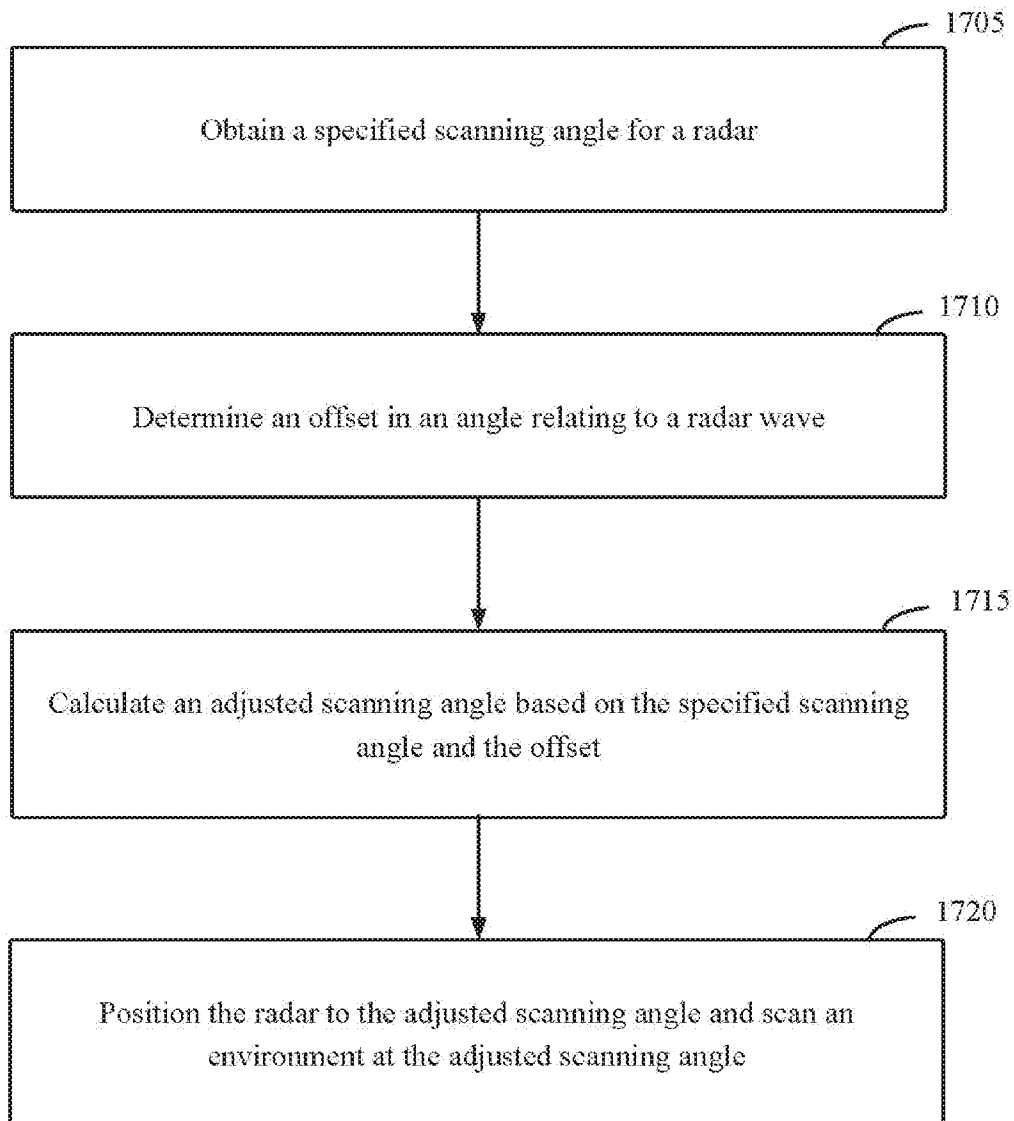 1705
Obtain a specified scanning angle for a radar
1710
Determine an offset in an angle relating to a radar wave
1715
Calculate an adjusted scanning angle based on the specified scanning
angle and the offset
1720
Position the radar to the adjusted scanning angle and scan an
environment at the adjusted scanning angle